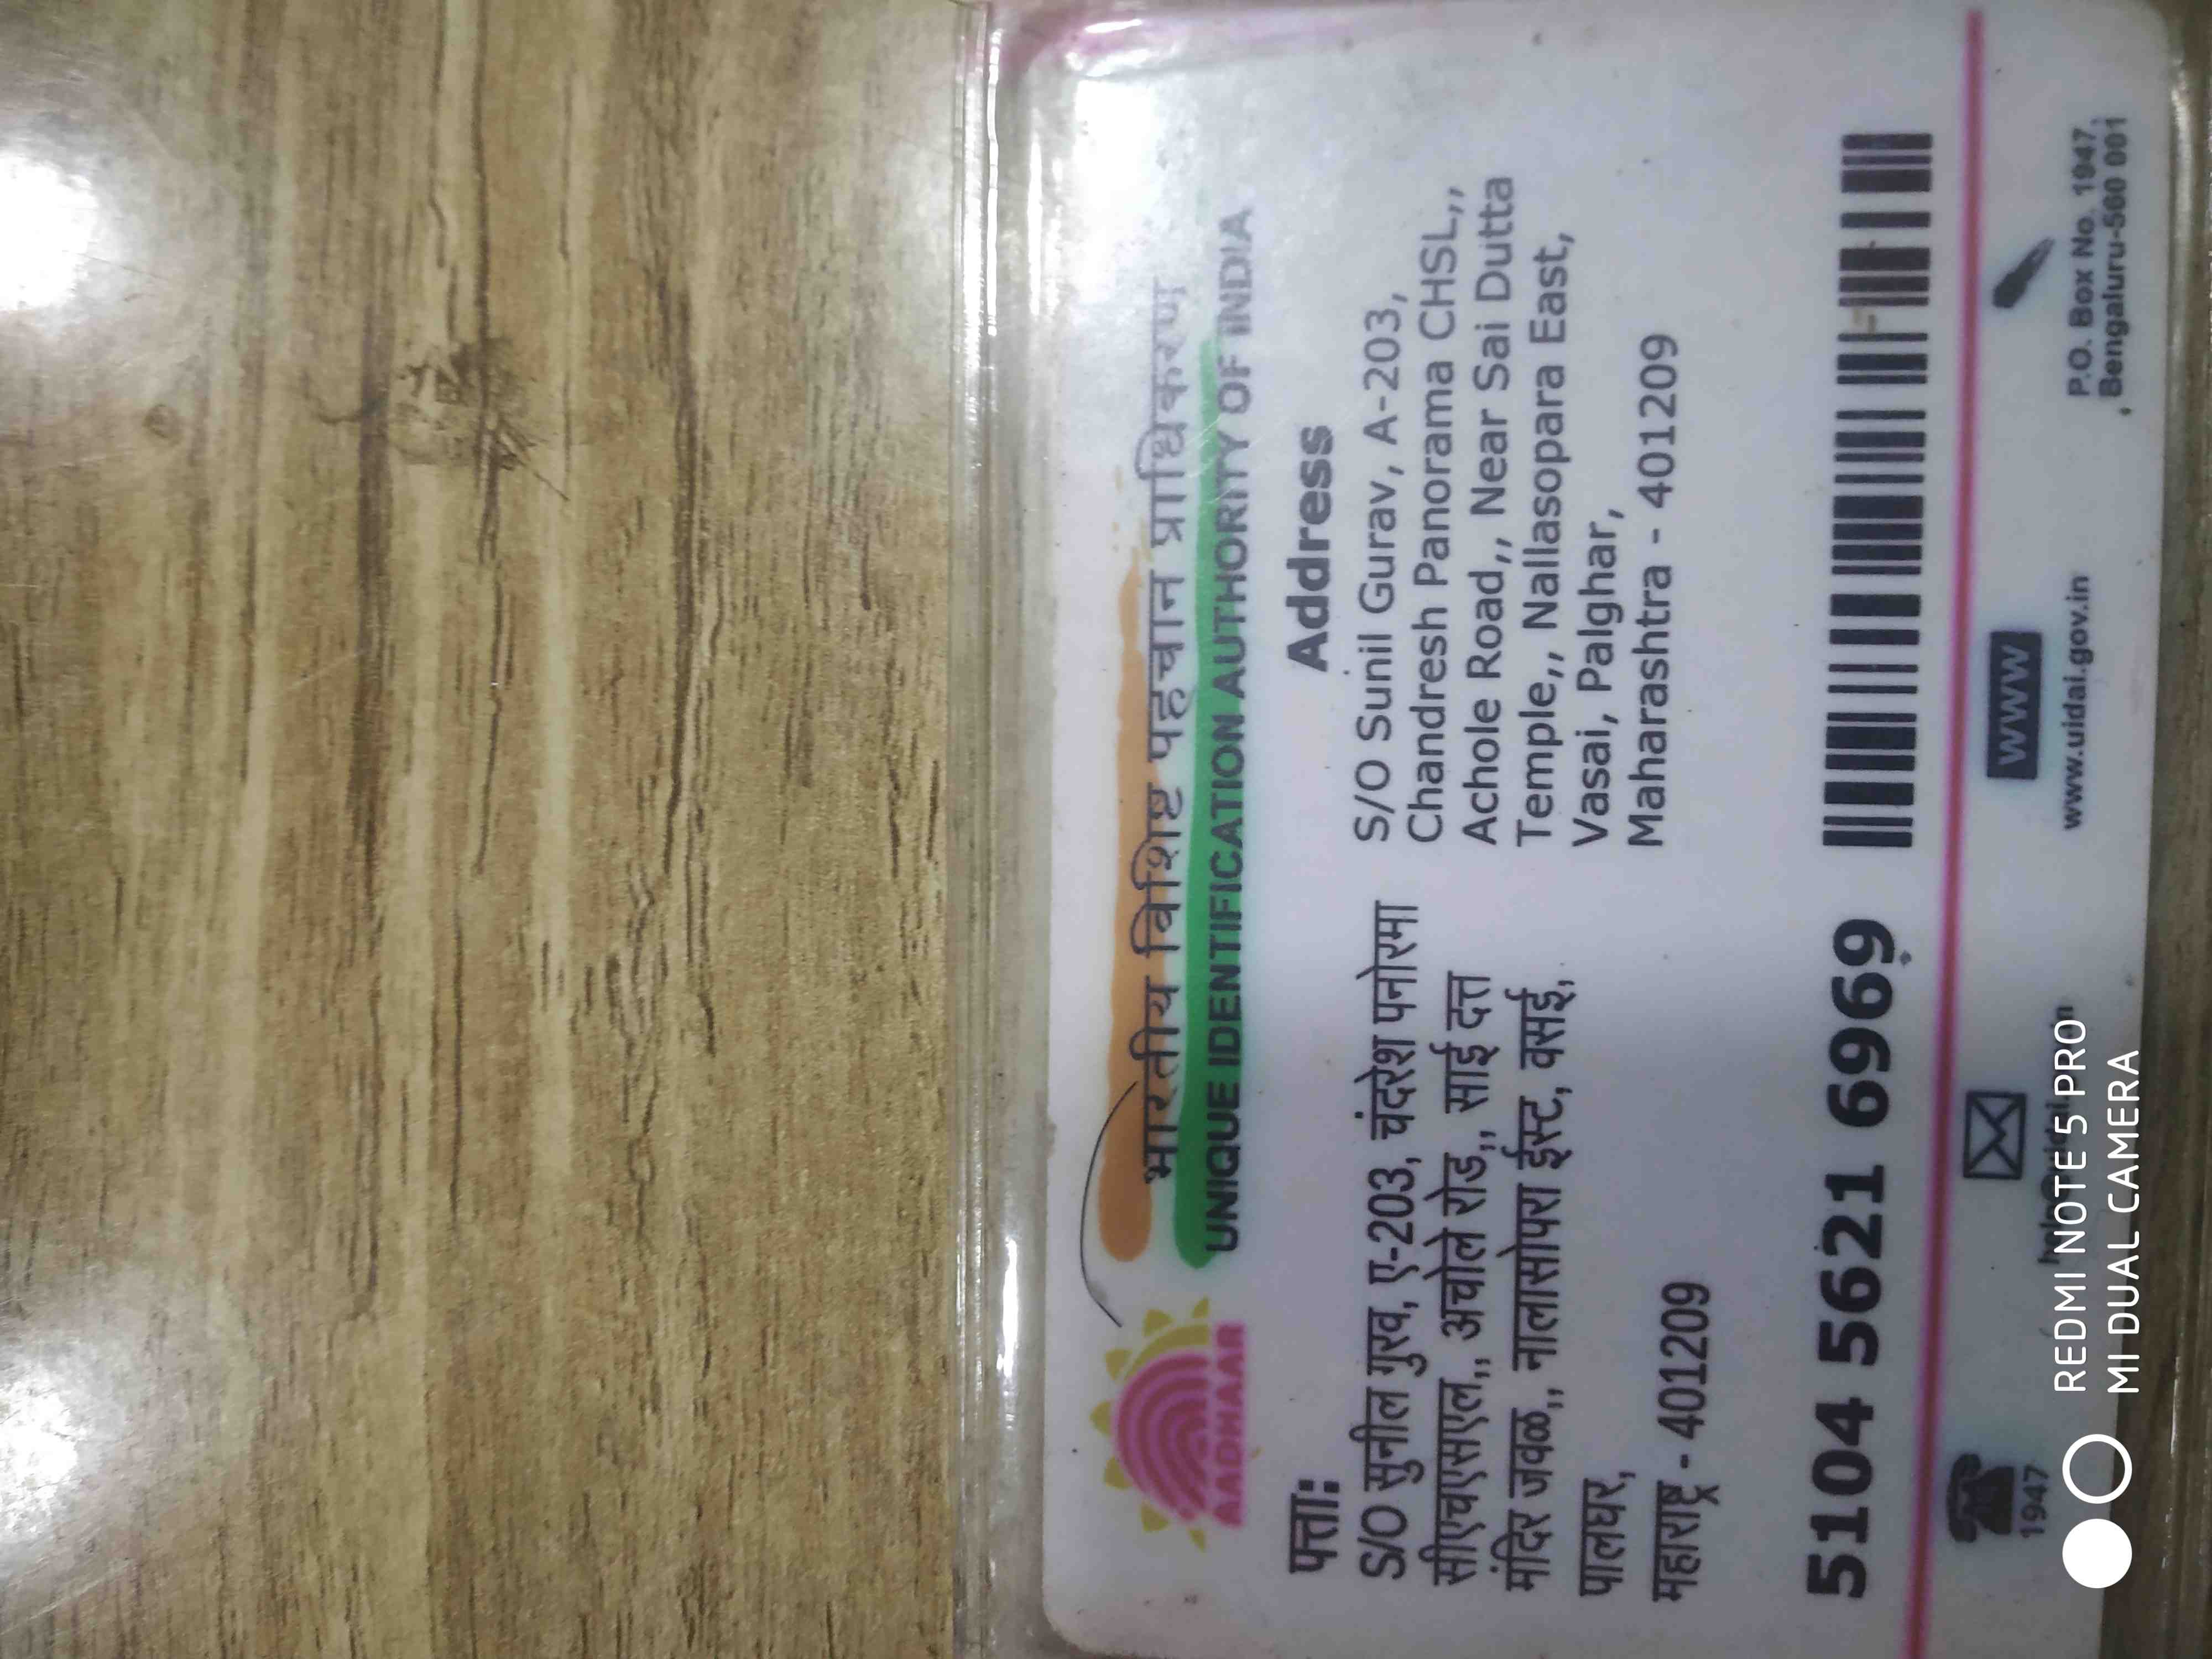 भारतीय विशिष्ट पहचान प्राधिकरण
UNIQUE IDENTIFICATION AUTHORITY OF INDIA
AADHAAR
पत्ता:
S/O सुनील गुरव, ए-203, चंदरेश पनोरमा
सीएचएसएल,, अचोले रोड,, साई दत्त
मंदिर जवळ,, नालासोपरा ईस्ट, वसई,
पालघर,
महाराष्ट्र - 401209
Address
S/O Sunil Gurav, A-203,
Chandresh Panorama CHSL,,
Achole Road,, Near Sai Dutta
Temple,, Nallasopara East,
Vasai, Palghar,
Maharashtra - 401209
5104 5621 6969
1947
WWW
www.uidai.gov.in
P.O. Box No. 1947,
Bengaluru-560 001
REDMI NOTE 5 PRO
MI DUAL CAMERA